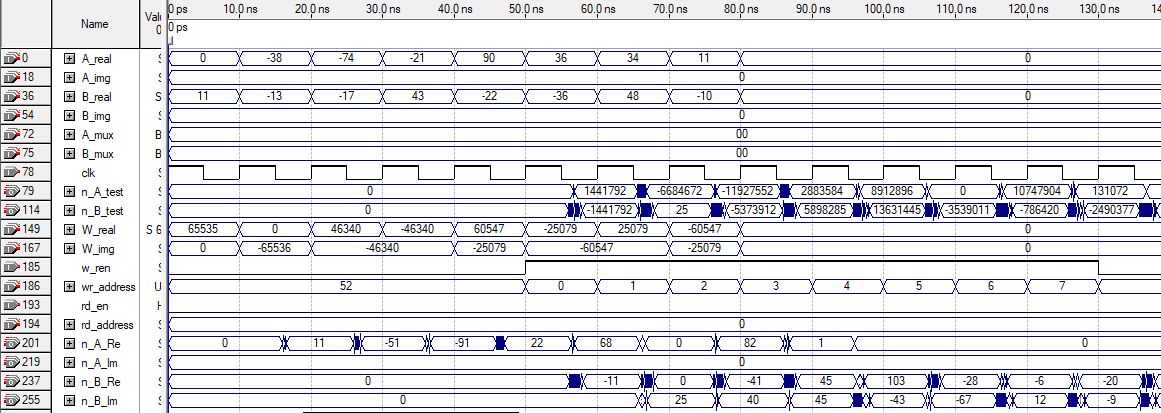 Name Valu 0 0 ps 10.0 ns 20.0 ns 30.0 ns 40.0 ns 50.0 ns 60.0 ns 70.0 ns 80.0 ns 90.0 ns 100.0 ns 110.0 ns 120.0 ns 130.0 ns 14
0 ps
0 A_real S 0 -38 -74 -21 90 36 34 11 0
18 A_img S 0
36 B_real S 11 -13 -17 43 -22 -36 48 -10 0
54 B_img S 0
72 A_mux B 00
75 B_mux B 00
78 clk
79 n_A_test S 0 1441792 -6684672 -11927552 2883584 8912896 0 10747904 131072
114 n_B_test S 0 -1441792 25 -5373912 5898285 13631445 -3539011 -786420 -2490377
149 W_real S 6 65535 0 46340 -46340 60547 -25079 25079 -60547 0
167 W_img S 0 -65536 -46340 -25079 -60547 -25079 0
185 w_ren
186 wr_address U 52 0 1 2 3 4 5 6 7
193 rd_en H
194 rd_address S 0
201 n_A_Re S 0 11 -51 -91 22 68 0 82 1 0
219 n_A_Im S 0
237 n_B_Re S 0 -11 0 -41 45 103 -28 -6 -20
255 n_B_Im S 0 25 40 45 -43 -67 12 -9